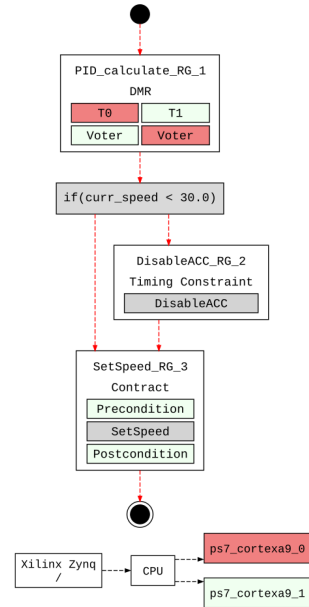 PID_calculate_RG_1
DMR
T0 T1
Voter Voter
if(curr_speed < 30.0)
DisableACC_RG_2
Timing Constraint
DisableACC
SetSpeed_RG_3
Contract
Precondition
SetSpeed
Postcondition
Xilinx Zynq
/
CPU
ps7_cortexa9_0
ps7_cortexa9_1